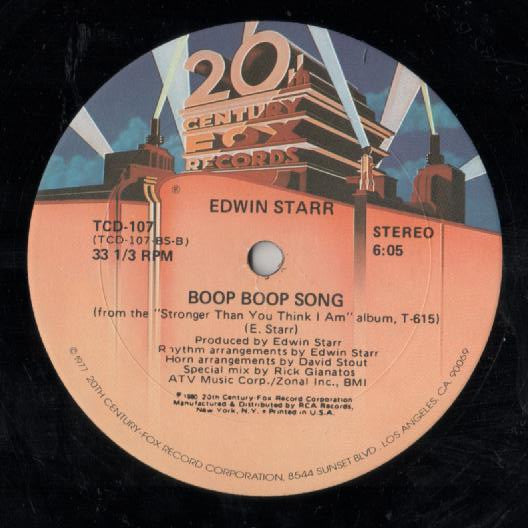 20th
CENTURY
FOX
RECORDS
®
EDWIN STARR
TCD-107
(TCD-107-BS-B)
33 1/3 RPM
STEREO
6:05
BOOP BOOP SONG
(from the "Stronger Than You Think I Am" album, T-615)
(E. Starr)
Produced by Edwin Starr
Rhythm arrangements by Edwin Starr
Horn arrangements by David Stout
Special mix by Rick Gianatos
ATV Music Corp./Zonal Inc., BMI
℗ 1980 20th Century-Fox Record Corporation
Manufactured & Distributed by RCA Records,
New York, N.Y. • Printed in U.S.A.
© 1977 20TH CENTURY-FOX RECORD CORPORATION, 8544 SUNSET BLVD., LOS ANGELES, CA. 90069